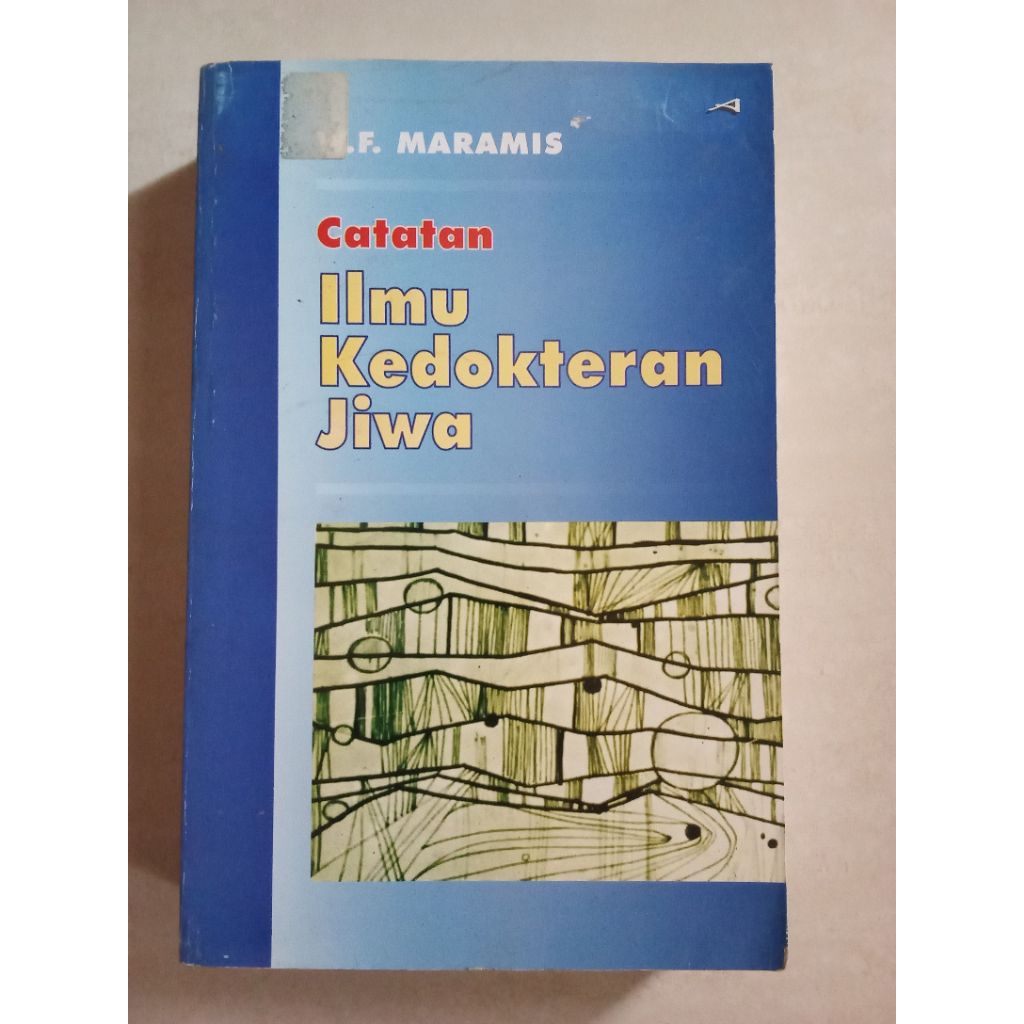 .F. MARAMIS
Catatan
Ilmu
Kedokteran
Jiwa